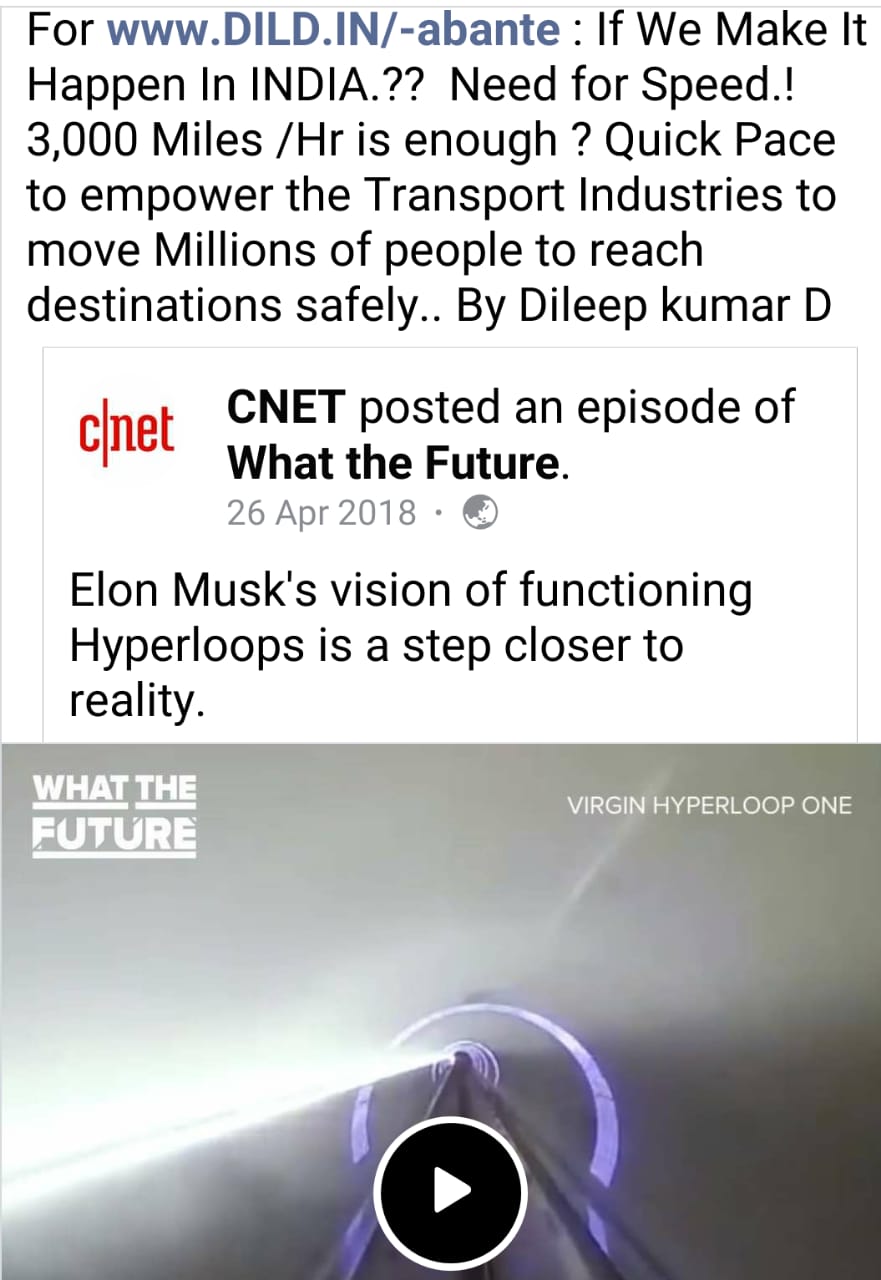 For www.DILD.IN/-abante : If We Make It
Happen In INDIA.??  Need for Speed.!
3,000 Miles /Hr is enough ? Quick Pace
to empower the Transport Industries to
move Millions of people to reach
destinations safely.. By Dileep kumar D
c|net
CNET posted an episode of
What the Future.
26 Apr 2018 ·
Elon Musk's vision of functioning
Hyperloops is a step closer to
reality.
WHAT THE
FUTURE
VIRGIN HYPERLOOP ONE